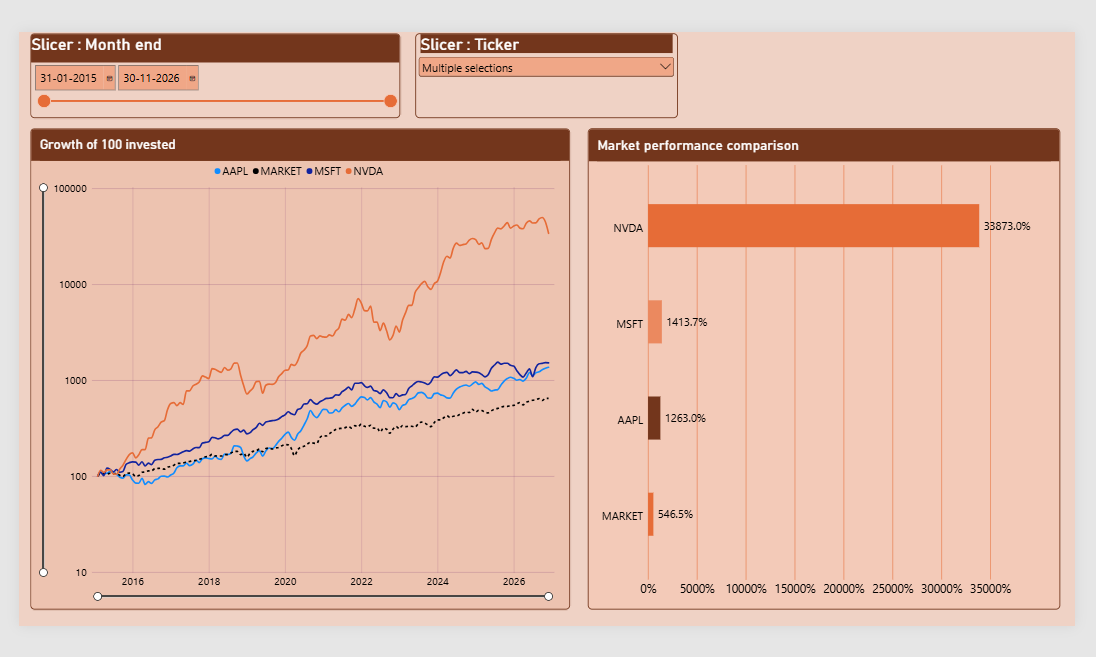 Slicer : Month end
31-01-2015 30-11-2026
Slicer : Ticker
Multiple selections
Growth of 100 invested
AAPL MARKET MSFT NVDA
100000
10000
1000
100
10
2016 2018 2020 2022 2024 2026
Market performance comparison
NVDA 33873.0%
MSFT 1413.7%
AAPL 1263.0%
MARKET 546.5%
0% 5000% 10000% 15000% 20000% 25000% 30000% 35000%